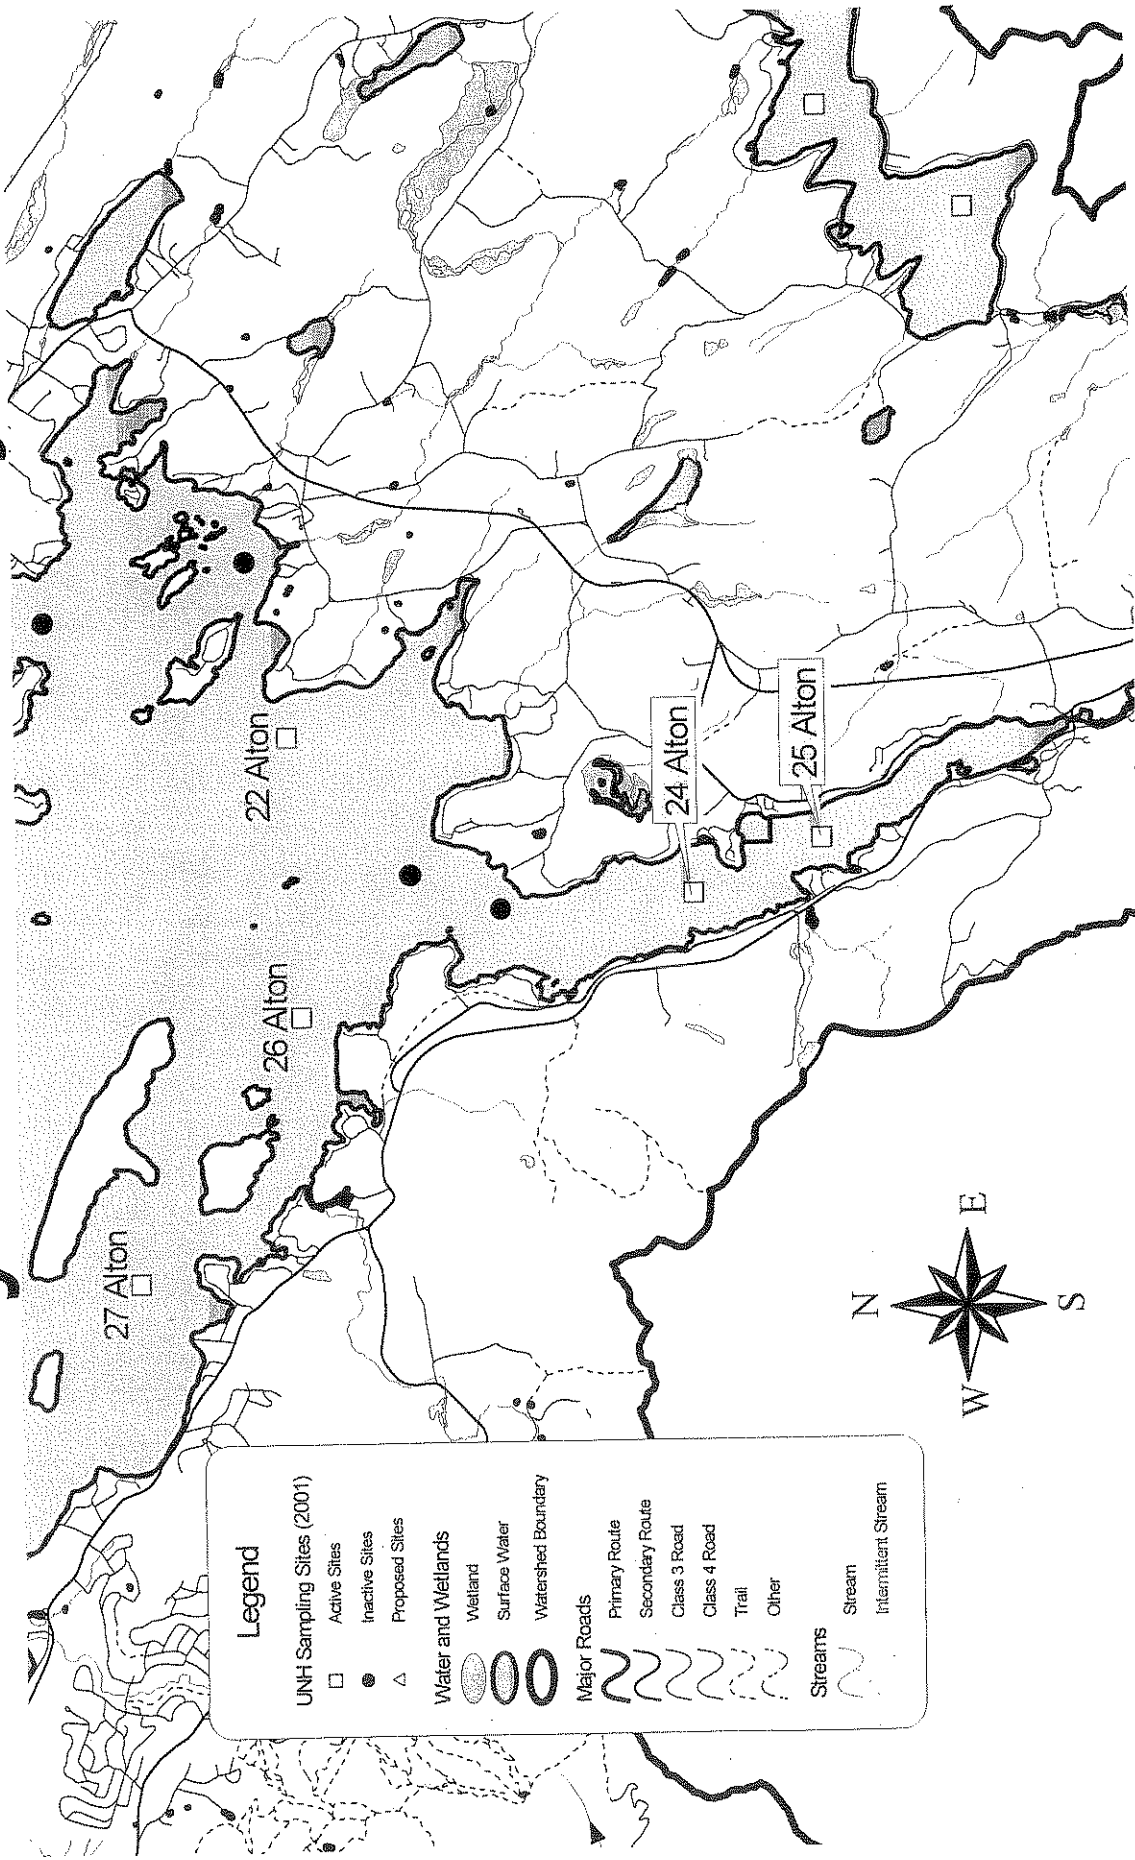 22 Alton
24 Alton
25 Alton
26 Alton
27 Alton
N
W
E
S
Legend
UNH Sampling Sites (2001)
Active Sites
Inactive Sites
Proposed Sites
Water and Wetlands
Wetland
Surface Water
Watershed Boundary
Major Roads
Primary Route
Secondary Route
Class 3 Road
Class 4 Road
Trail
Other
Streams
Stream
Intermittent Stream